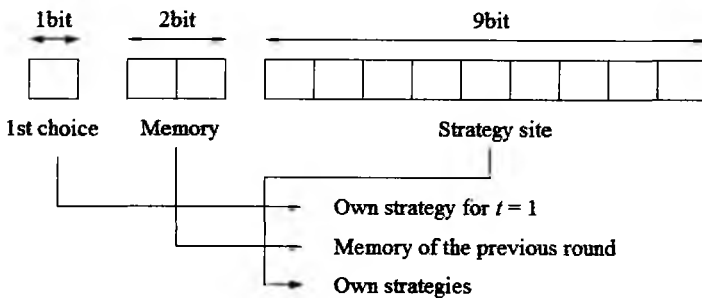 1bit 2bit 9bit
1st choice Memory Strategy site
Own strategy for t = 1
Memory of the previous round
Own strategies